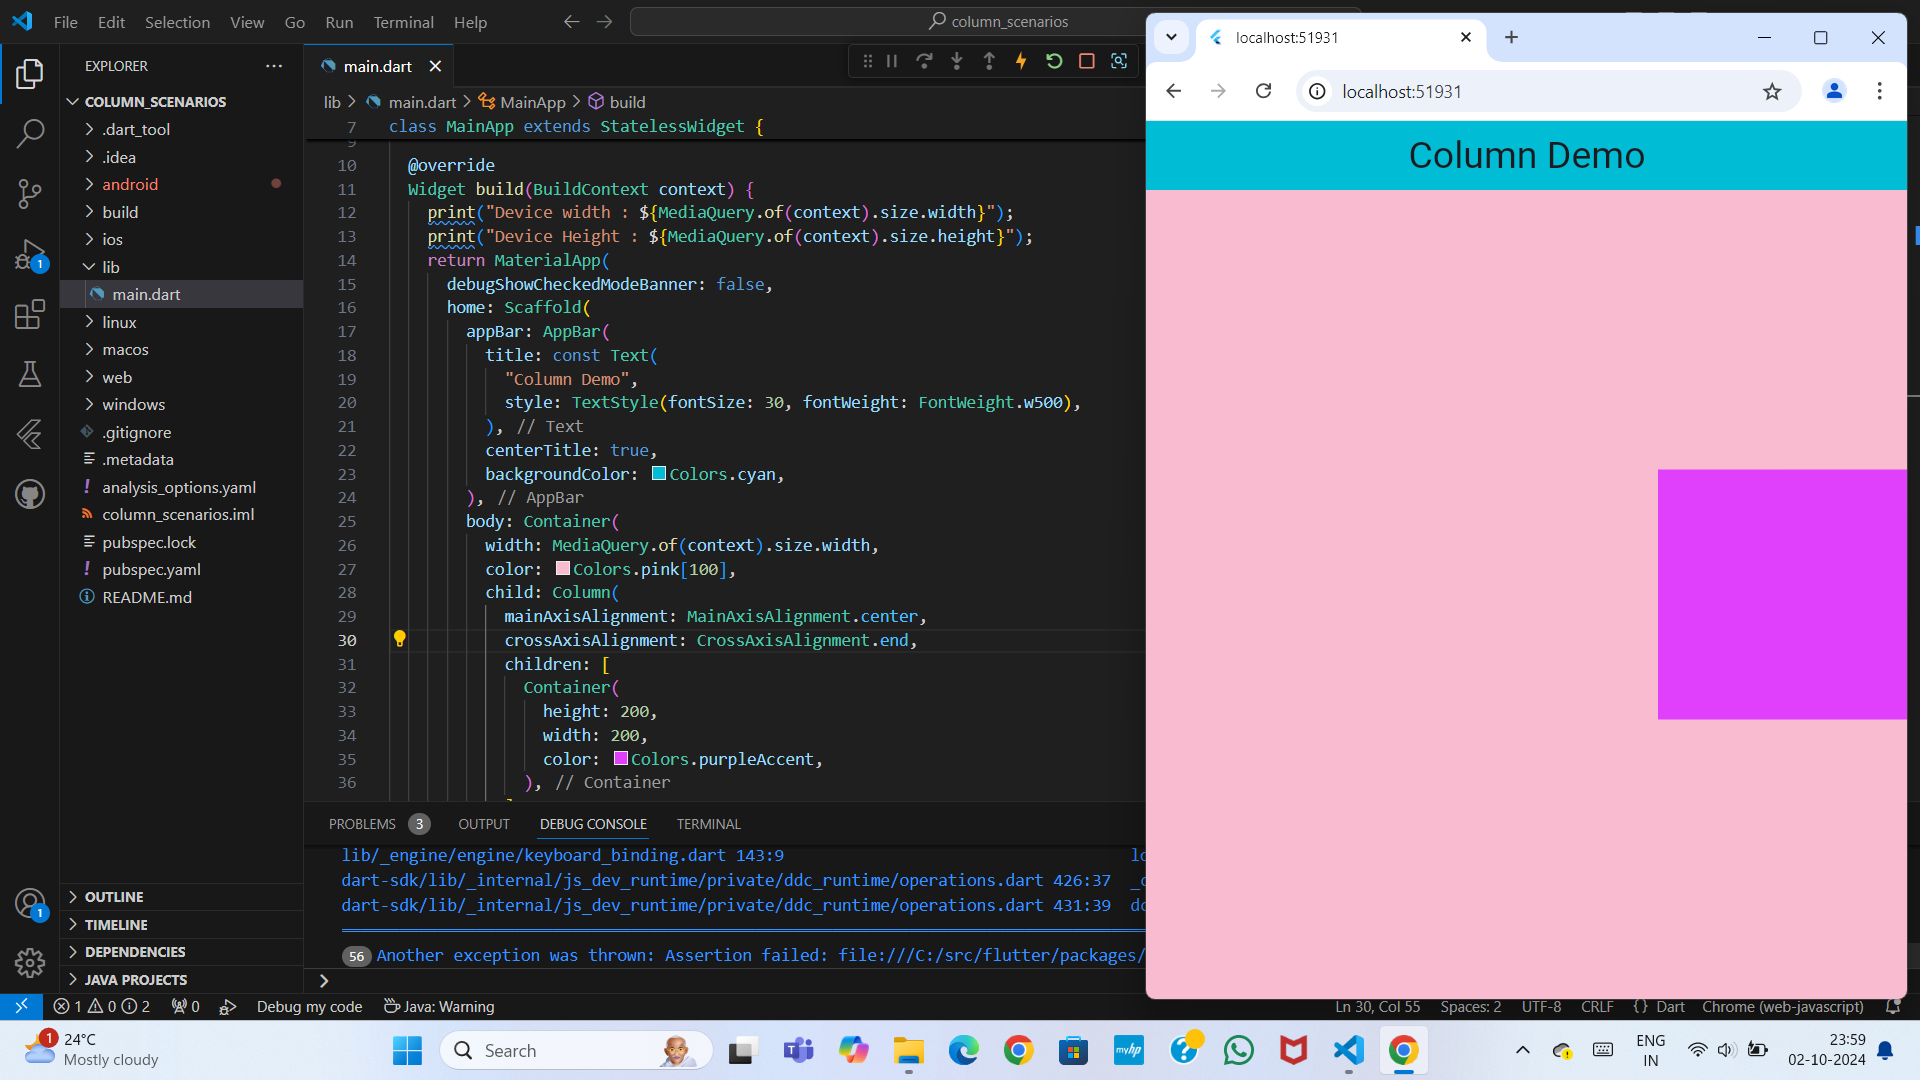 File Edit Selection View Go Run Terminal Help
column_scenarios
EXPLORER
COLUMN_SCENARIOS
.dart_tool
.idea
android
build
ios
lib
main.dart
linux
macos
web
windows
.gitignore
.metadata
analysis_options.yaml
column_scenarios.iml
pubspec.lock
pubspec.yaml
README.md
OUTLINE
TIMELINE
DEPENDENCIES
JAVA PROJECTS
1
1
main.dart
lib > main.dart > MainApp > build
7 class MainApp extends StatelessWidget {
9
10 @override
11 Widget build(BuildContext context) {
12 print("Device width : ${MediaQuery.of(context).size.width}");
13 print("Device Height : ${MediaQuery.of(context).size.height}");
14 return MaterialApp(
15 debugShowCheckedModeBanner: false,
16 home: Scaffold(
17 appBar: AppBar(
18 title: const Text(
19 "Column Demo",
20 style: TextStyle(fontSize: 30, fontWeight: FontWeight.w500),
21 ), // Text
22 centerTitle: true,
23 backgroundColor: Colors.cyan,
24 ), // AppBar
25 body: Container(
26 width: MediaQuery.of(context).size.width,
27 color: Colors.pink[100],
28 child: Column(
29 mainAxisAlignment: MainAxisAlignment.center,
30 crossAxisAlignment: CrossAxisAlignment.end,
31 children: [
32 Container(
33 height: 200,
34 width: 200,
35 color: Colors.purpleAccent,
36 ), // Container
PROBLEMS 3 OUTPUT DEBUG CONSOLE TERMINAL
lib/_engine/engine/keyboard_binding.dart 143:9
dart-sdk/lib/_internal/js_dev_runtime/private/ddc_runtime/operations.dart 426:37
dart-sdk/lib/_internal/js_dev_runtime/private/ddc_runtime/operations.dart 431:39
56 Another exception was thrown: Assertion failed: file:///C:/src/flutter/packages/
localhost:51931
localhost:51931
Column Demo
1 0 2 0 Debug my code Java: Warning
Ln 30, Col 55 Spaces: 2 UTF-8 CRLF {} Dart Chrome (web-javascript)
1
24°C
Mostly cloudy
Search
myhp
ENG
IN
23:59
02-10-2024